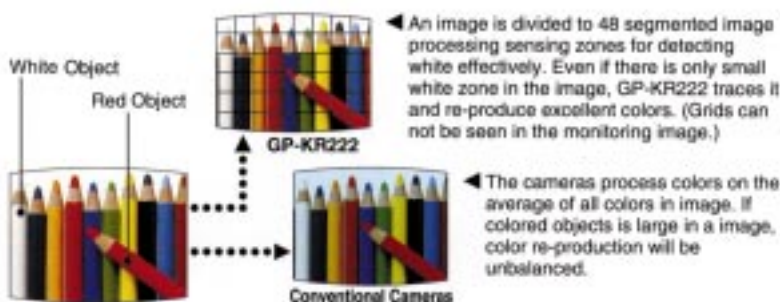 White Object
Red Object
GP-KR222
An image is divided to 48 segmented image
processing sensing zones for detecting
white effectively. Even if there is only small
white zone in the image, GP-KR222 traces it
and re-produce excellent colors. (Grids can
not be seen in the monitoring image.)
Conventional Cameras
The cameras process colors on the
average of all colors in image. If
colored objects is large in a image,
color re-production will be
unbalanced.